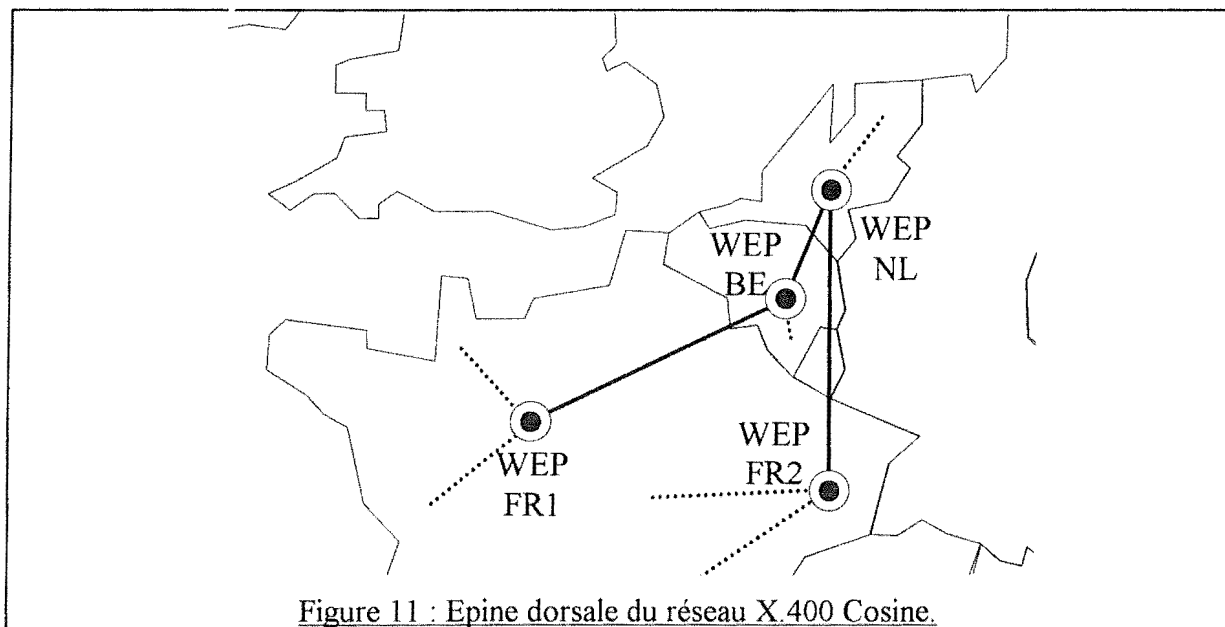 WEP
NL
WEP
BE
WEP
FR1
WEP
FR2
Figure 11 : Epine dorsale du réseau X.400 Cosine.